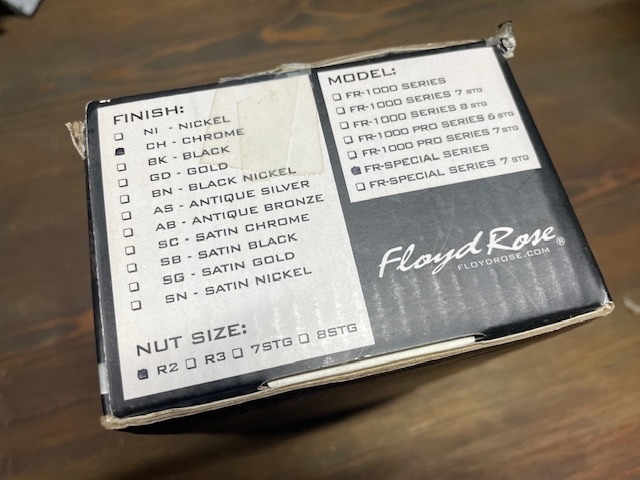 FINISH:
NI - NICKEL
CH - CHROME
BK - BLACK
GD - GOLD
BN - BLACK NICKEL
AS - ANTIQUE SILVER
AB - ANTIQUE BRONZE
SC - SATIN CHROME
SB - SATIN BLACK
SG - SATIN GOLD
SN - SATIN NICKEL
NUT SIZE:
R2 R3 7STG 8STG
MODEL:
FR-1000 SERIES
FR-1000 SERIES 7 STG
FR-1000 SERIES 8 STG
FR-1000 PRO SERIES 6 STG
FR-1000 PRO SERIES 7 STG
FR-SPECIAL SERIES
FR-SPECIAL SERIES 7 STG
Floyd Rose®
FLOYDROSE.COM